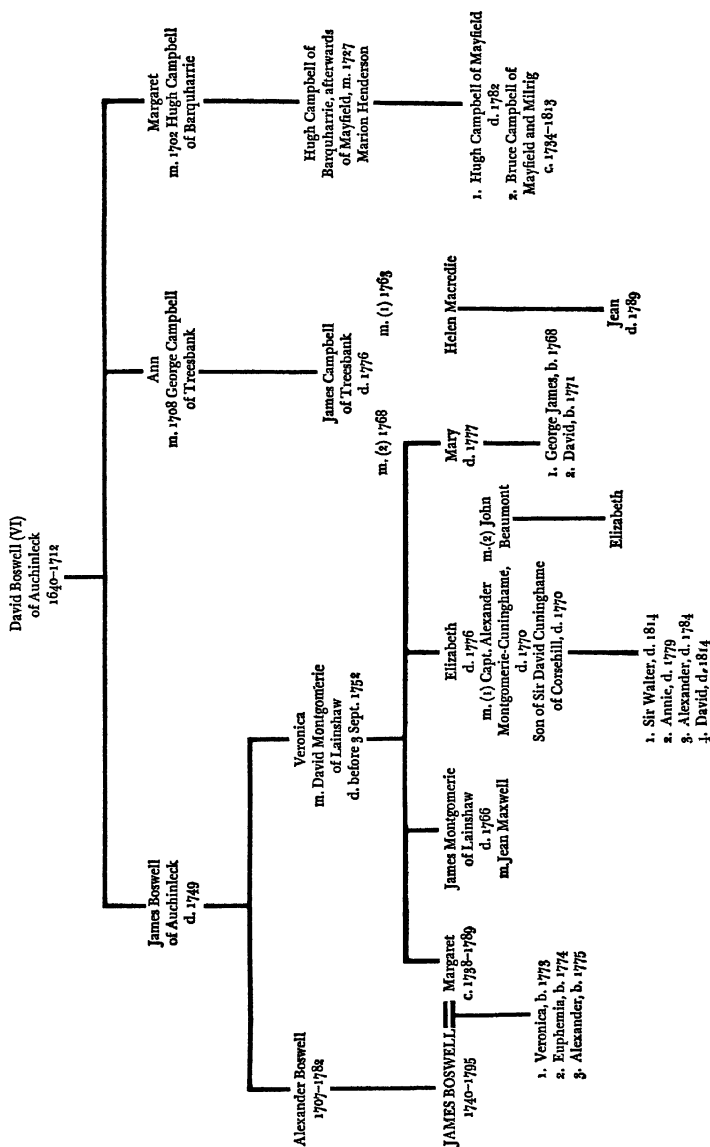 David Boswell (VI)
of Auchinleck
1640–1712
James Boswell
of Auchinleck
d. 1749
Ann
m. 1708 George Campbell
of Treesbank
Margaret
m. 1702 Hugh Campbell
of Barquharrie
Alexander Boswell
1707–1782
Veronica
m. David Montgomerie
of Lainshaw
d. before 3 Sept. 1752
James Campbell
of Treesbank
d. 1776
Hugh Campbell of
Barquharrie, afterwards
of Mayfield, m. 1727
Marion Henderson
m. (2) 1768
m. (1) 1763
JAMES BOSWELL
1740–1795
Margaret
c. 1738–1789
James Montgomerie
of Lainshaw
d. 1766
m. Jean Maxwell
Elizabeth
d. 1776
m. (1) Capt. Alexander
Montgomerie-Cuninghame,
d. 1770
Son of Sir David Cuninghame
of Corsehill, d. 1770
m. (2) John
Beaumont
Mary
d. 1777
Helen Macredie
1. Hugh Campbell of Mayfield
d. 1782
2. Bruce Campbell of
Mayfield and Milrig
c. 1734–1813
1. Veronica, b. 1773
2. Euphemia, b. 1774
3. Alexander, b. 1775
1. Sir Walter, d. 1814
2. Annie, d. 1779
3. Alexander, d. 1784
4. David, d. 1814
Elizabeth
1. George James, b. 1768
2. David, b. 1771
Jean
d. 1789